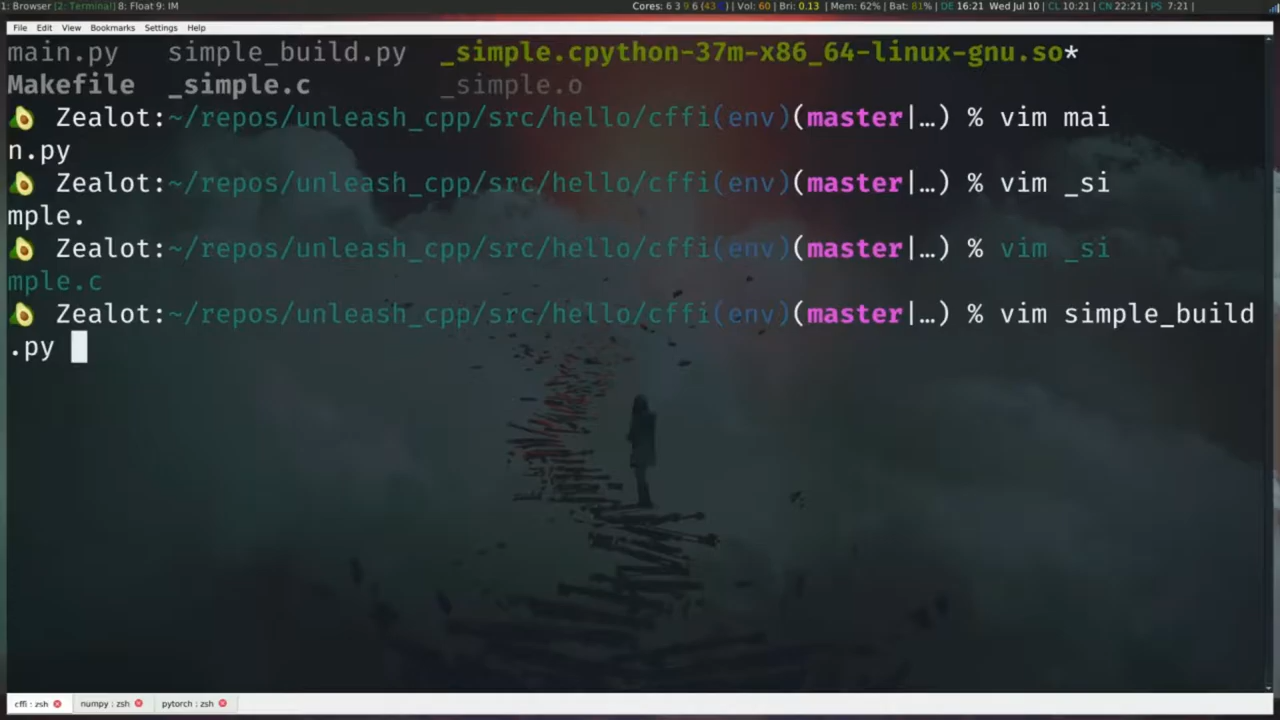 1: Browser [2: Terminal] 8: Float 9: IM Cores: 6 3 9 6 (43 ) | Vol: 60 | Bri: 0.13 | Mem: 62% | Bat: 81% | DE 16:21 Wed Jul 10 | CL 10:21 | CN 22:21 | PS 7:21 |
File Edit View Bookmarks Settings Help
main.py simple_build.py _simple.cpython-37m-x86_64-linux-gnu.so*
Makefile _simple.c _simple.o
🥑 Zealot:~/repos/unleash_cpp/src/hello/cffi(env)(master|…) % vim mai
n.py
🥑 Zealot:~/repos/unleash_cpp/src/hello/cffi(env)(master|…) % vim _si
mple.
🥑 Zealot:~/repos/unleash_cpp/src/hello/cffi(env)(master|…) % vim _si
mple.c
🥑 Zealot:~/repos/unleash_cpp/src/hello/cffi(env)(master|…) % vim simple_build
.py
cffi : zsh numpy : zsh pytorch : zsh